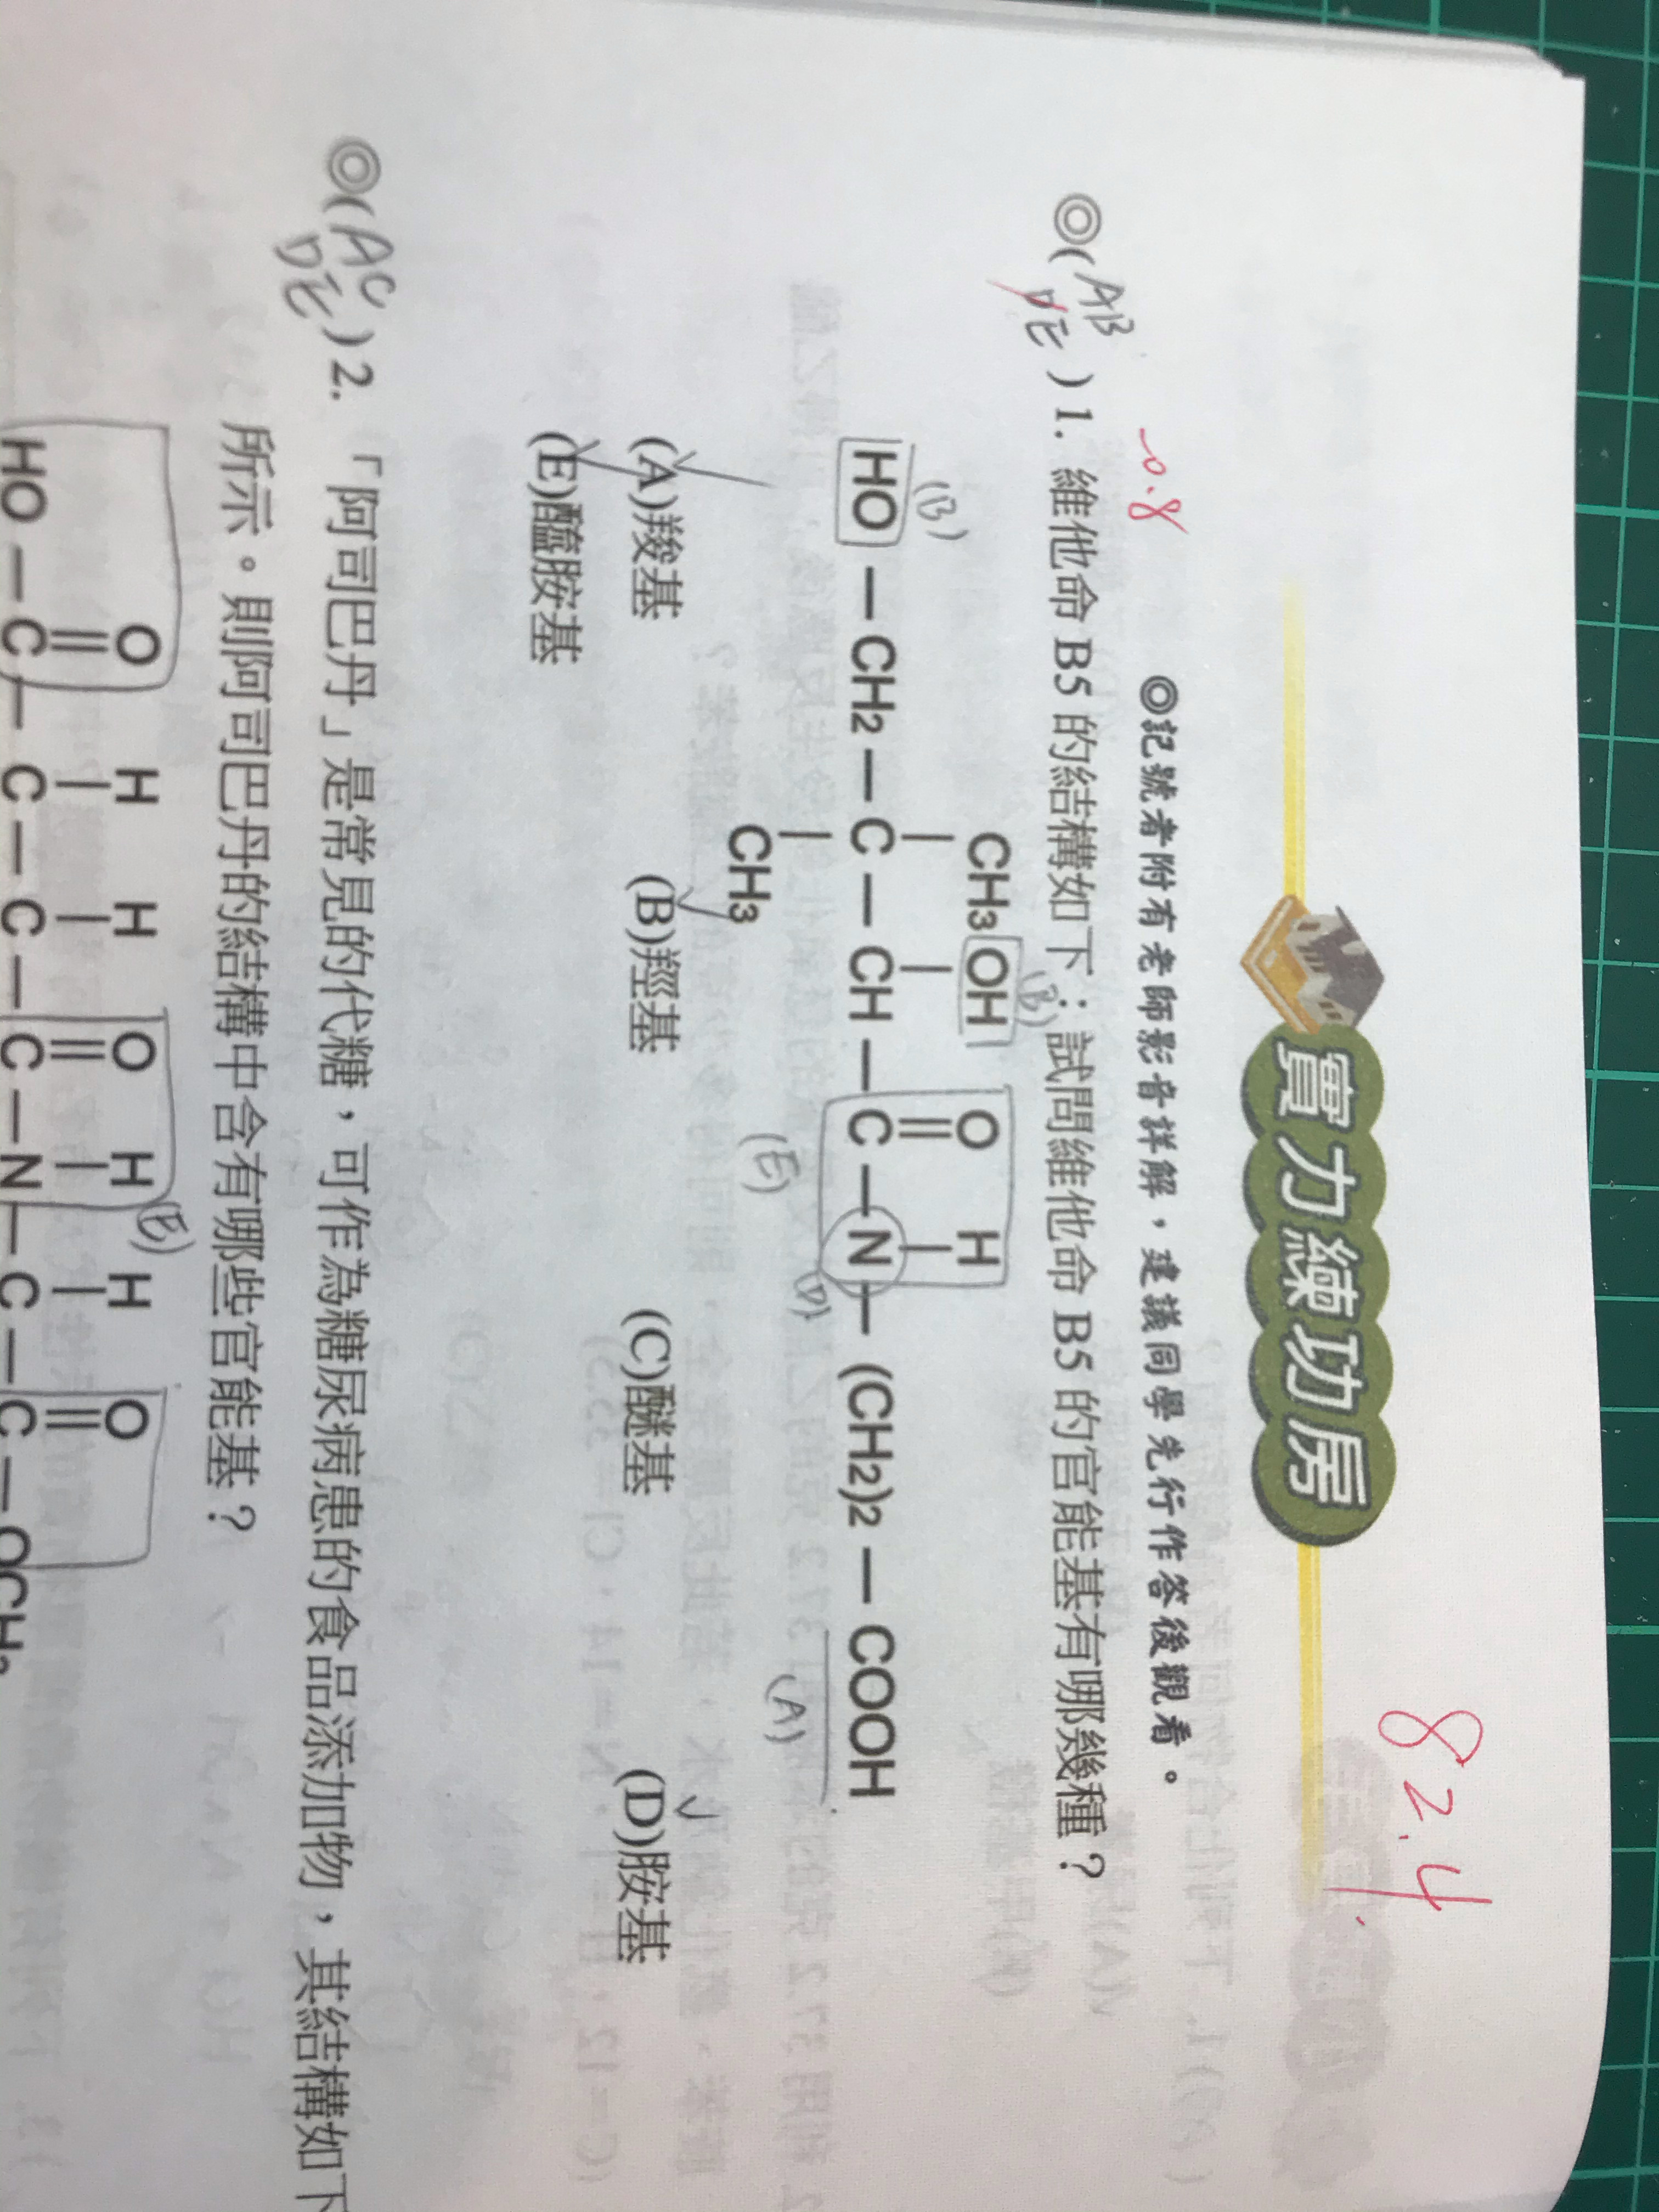 82.4
實力練功房
◎記號者附有老師影音詳解，建議同學先行作答後觀看。
-0.8
◎( AB DE ) 1. 維他命 B5 的結構如下；試問維他命 B5 的官能基有哪幾種？
(B)
CH3 OH O H
(B)
HO — CH2 — C — CH — C — N — (CH2)2 — COOH
CH3 (E) (D) (A)
(A)羧基 (B)羥基 (C)醚基 (D)胺基
(E)醯胺基
◎( AC DE ) 2. 「阿司巴丹」是常見的代糖，可作為糖尿病患的食品添加物，其結構如下
所示。則阿司巴丹的結構中含有哪些官能基？
(E)
O H H O H H O
HO — C — C — C — C — N — C — C — OCH3